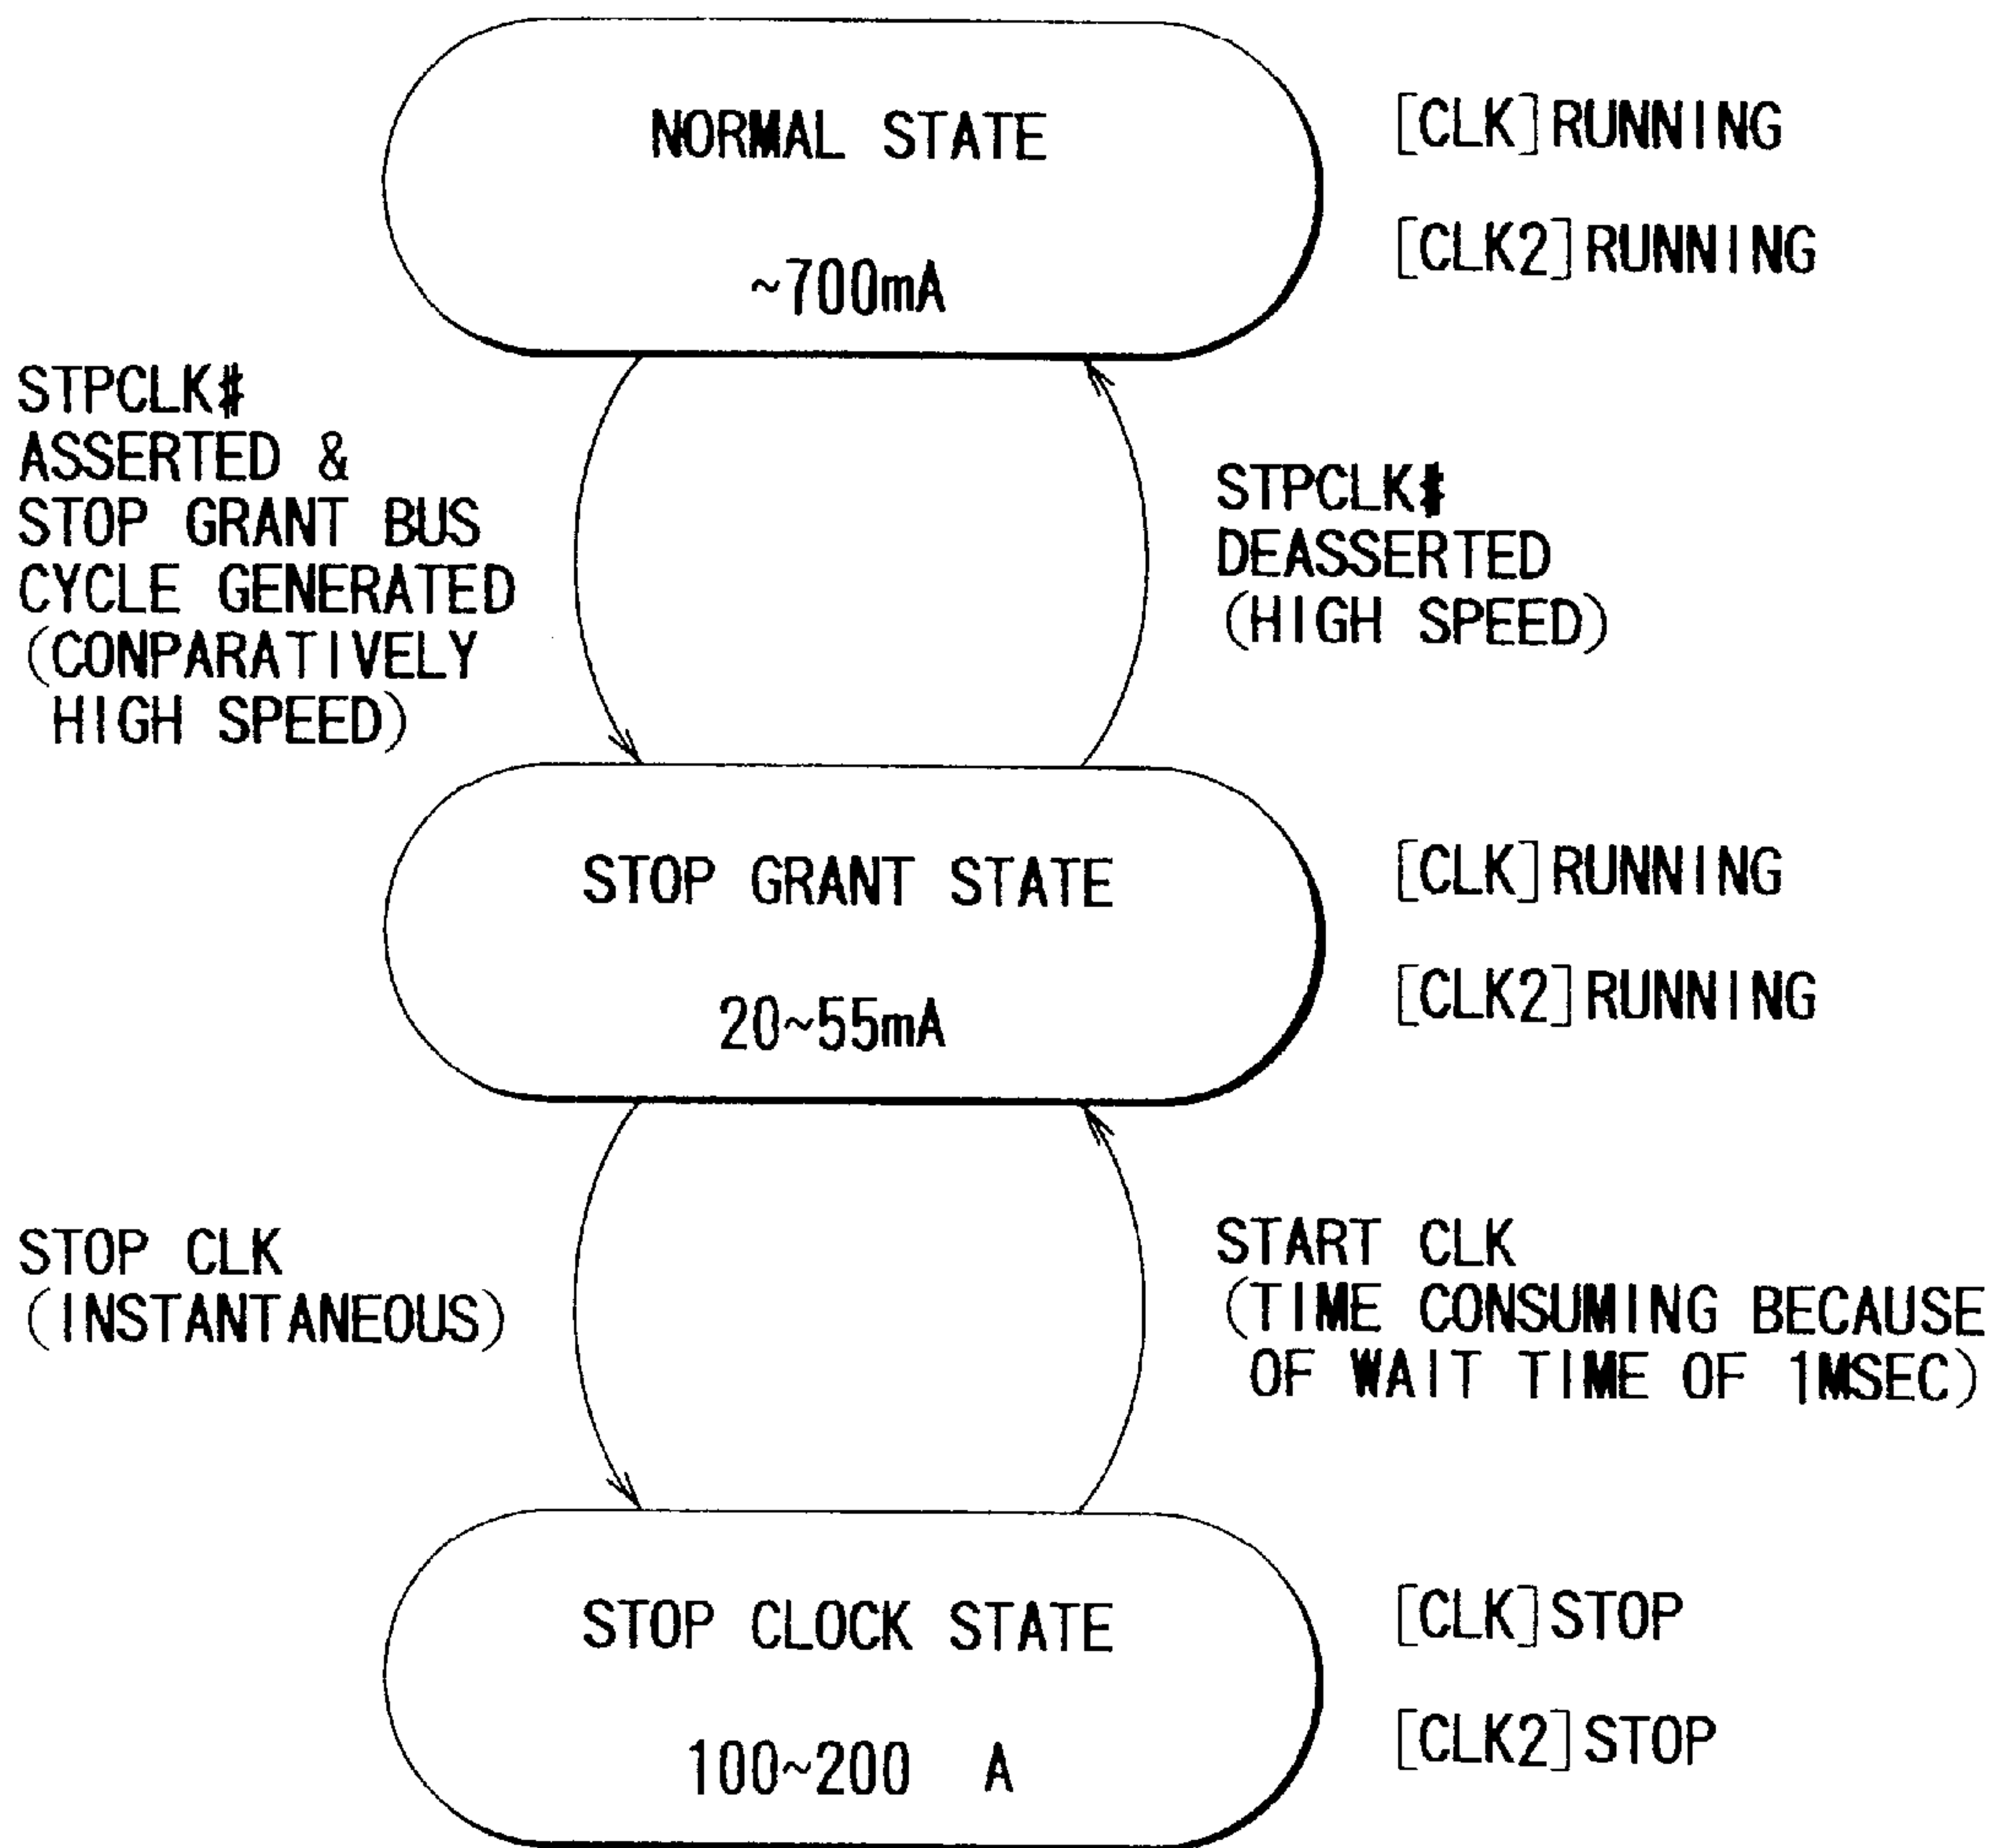 NORMAL STATE
~700mA
[CLK]RUNNING
[CLK2]RUNNING
STPCLK#
ASSERTED &
STOP GRANT BUS
CYCLE GENERATED
(CONPARATIVELY
HIGH SPEED)
STPCLK#
DEASSERTED
(HIGH SPEED)
STOP GRANT STATE
20~55mA
[CLK]RUNNING
[CLK2]RUNNING
STOP CLK
(INSTANTANEOUS)
START CLK
(TIME CONSUMING BECAUSE
OF WAIT TIME OF 1MSEC)
STOP CLOCK STATE
100~200 A
[CLK]STOP
[CLK2]STOP